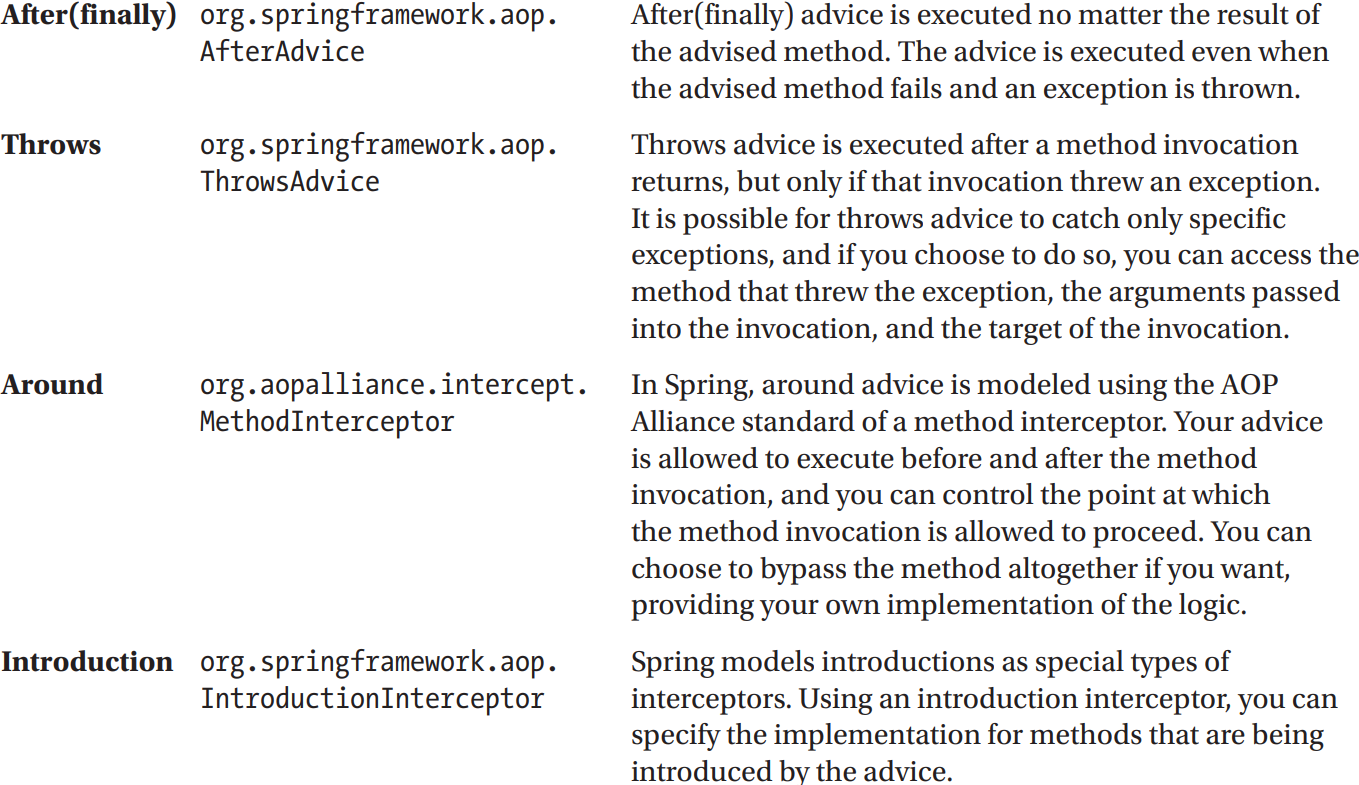 After(finally) org.springframework.aop. After(finally) advice is executed no matter the result of
AfterAdvice the advised method. The advice is executed even when
the advised method fails and an exception is thrown.
Throws org.springframework.aop. Throws advice is executed after a method invocation
ThrowsAdvice returns, but only if that invocation threw an exception.
It is possible for throws advice to catch only specific
exceptions, and if you choose to do so, you can access the
method that threw the exception, the arguments passed
into the invocation, and the target of the invocation.
Around org.aopalliance.intercept. In Spring, around advice is modeled using the AOP
MethodInterceptor Alliance standard of a method interceptor. Your advice
is allowed to execute before and after the method
invocation, and you can control the point at which
the method invocation is allowed to proceed. You can
choose to bypass the method altogether if you want,
providing your own implementation of the logic.
Introduction org.springframework.aop. Spring models introductions as special types of
IntroductionInterceptor interceptors. Using an introduction interceptor, you can
specify the implementation for methods that are being
introduced by the advice.